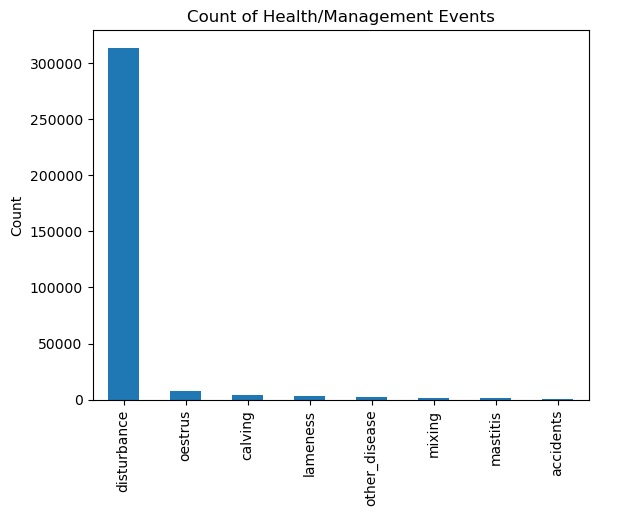 Count of Health/Management Events
Count
300000
250000
200000
150000
100000
50000
0
disturbance
oestrus
calving
lameness
other_disease
mixing
mastitis
accidents